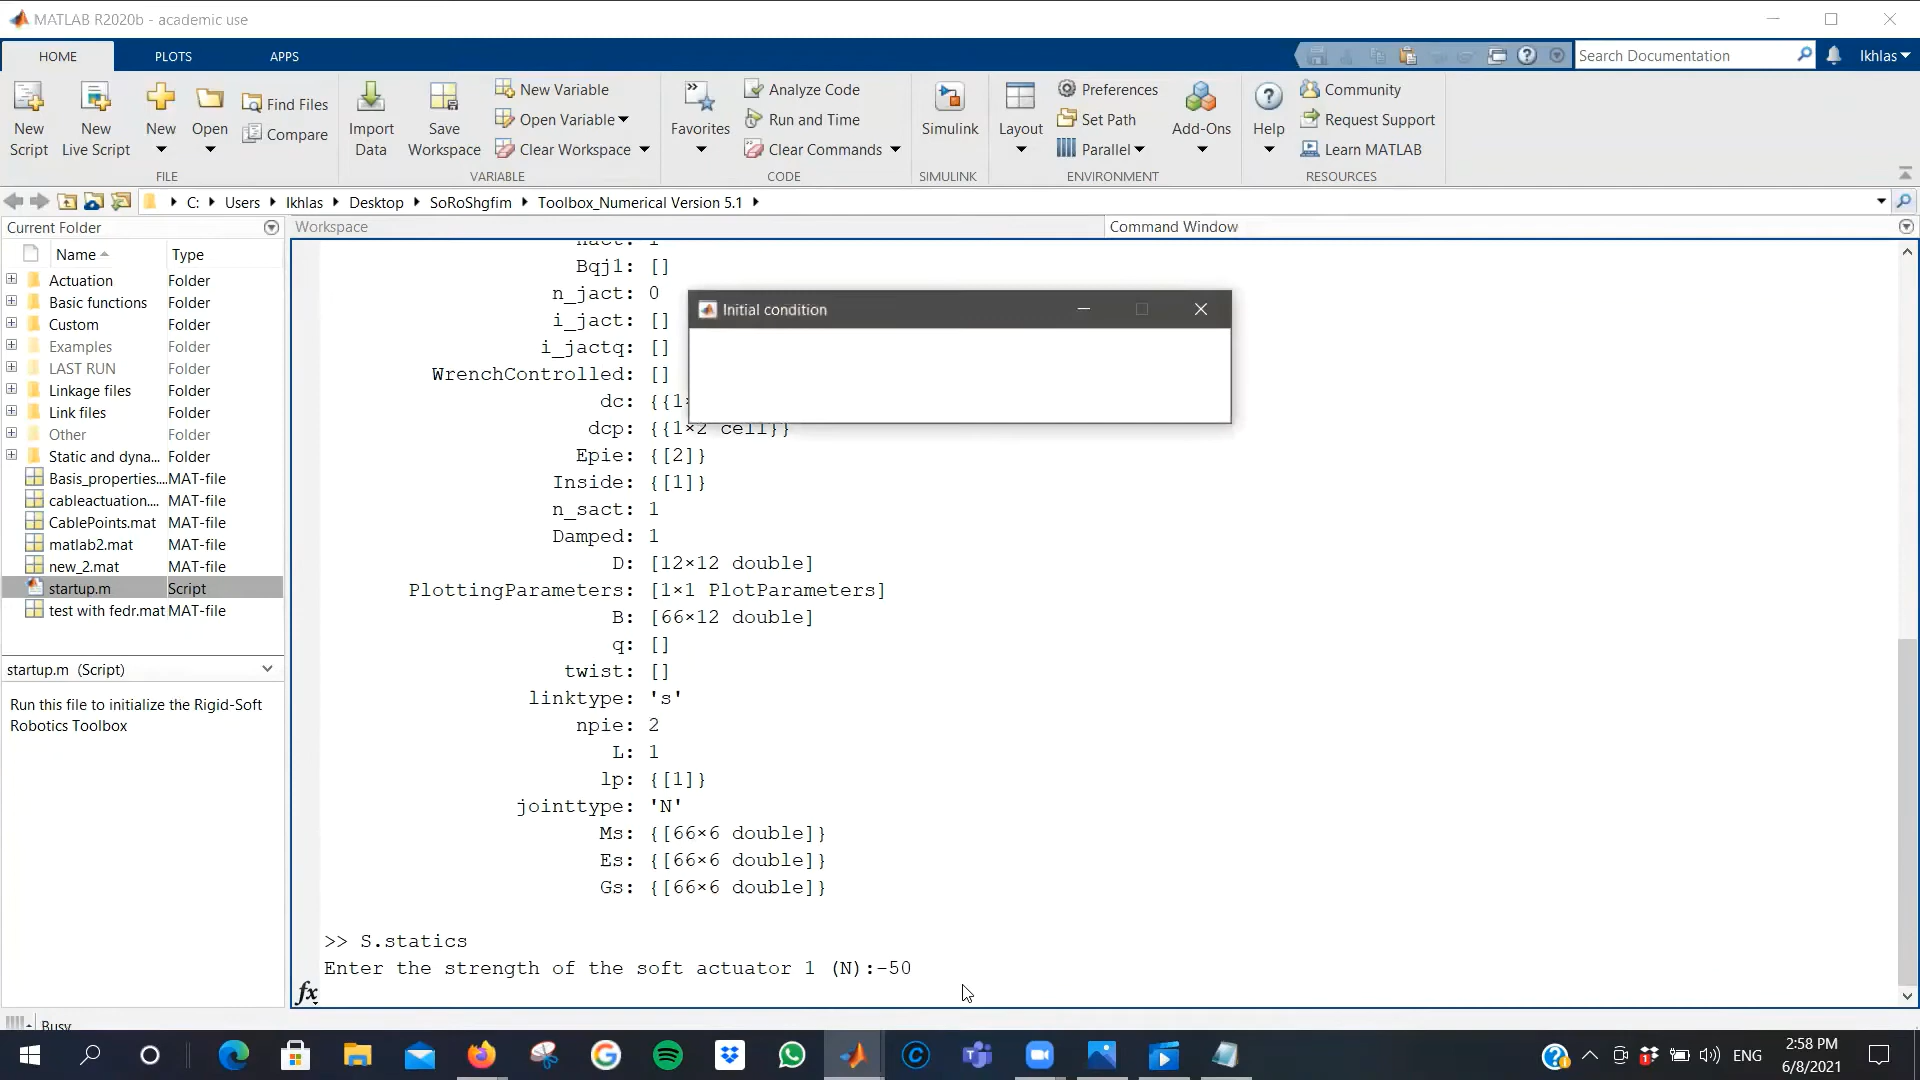 MATLAB R2020b - academic use
HOME
PLOTS
APPS
Search Documentation
Ikhlas
New Script
New Live Script
New
Open
Find Files
Compare
FILE
Import Data
Save Workspace
New Variable
Open Variable
Clear Workspace
VARIABLE
Favorites
Analyze Code
Run and Time
Clear Commands
CODE
Simulink
SIMULINK
Layout
Preferences
Set Path
Parallel
Add-Ons
ENVIRONMENT
Help
Community
Request Support
Learn MATLAB
RESOURCES
C: Users Ikhlas Desktop SoRoShgfim Toolbox_Numerical Version 5.1
Current Folder
Name Type
Actuation Folder
Basic functions Folder
Custom Folder
Examples Folder
LAST RUN Folder
Linkage files Folder
Link files Folder
Other Folder
Static and dyna... Folder
Basis_properties.... MAT-file
cableactuation.... MAT-file
CablePoints.mat MAT-file
matlab2.mat MAT-file
new_2.mat MAT-file
startup.m Script
test with fedr.mat MAT-file
startup.m (Script)
Run this file to initialize the Rigid-Soft
Robotics Toolbox
Workspace
Command Window
Bqj1: []
n_jact: 0
i_jact: []
i_jactq: []
WrenchControlled: []
dc: {{1
dcp: {{1×2 cell}}
Epie: {[2]}
Inside: {[1]}
n_sact: 1
Damped: 1
D: [12×12 double]
PlottingParameters: [1×1 PlotParameters]
B: [66×12 double]
q: []
twist: []
linktype: 's'
npie: 2
L: 1
lp: {[1]}
jointtype: 'N'
Ms: {[66×6 double]}
Es: {[66×6 double]}
Gs: {[66×6 double]}
>> S.statics
Enter the strength of the soft actuator 1 (N):-50
fx
Initial condition
Busy
ENG
2:58 PM
6/8/2021